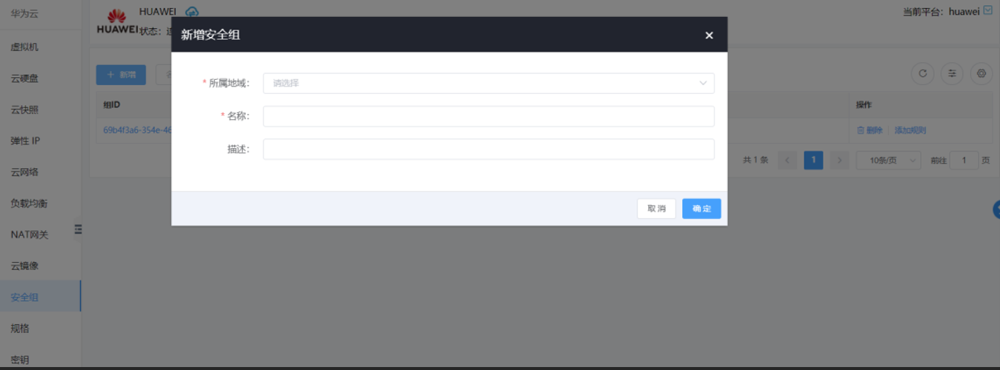 华为云
HUAWEI
当前平台：huawei
HUAWEI
状态：
新增安全组
虚拟机
云硬盘
云快照
弹性 IP
云网络
负载均衡
NAT网关
云镜像
安全组
规格
密钥
+ 新增
* 所属地域：
请选择
* 名称：
描述：
取消
确定
组ID
操作
69b4f3a6-354e-46
删除
添加规则
共 1 条
1
10条/页
前往
1
页